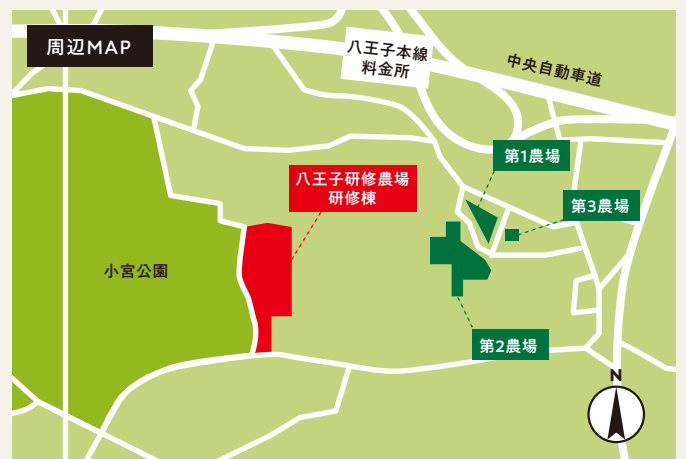 周辺MAP
八王子本線
料金所
中央自動車道
第1農場
八王子研修農場
研修棟
第3農場
小宮公園
第2農場
N